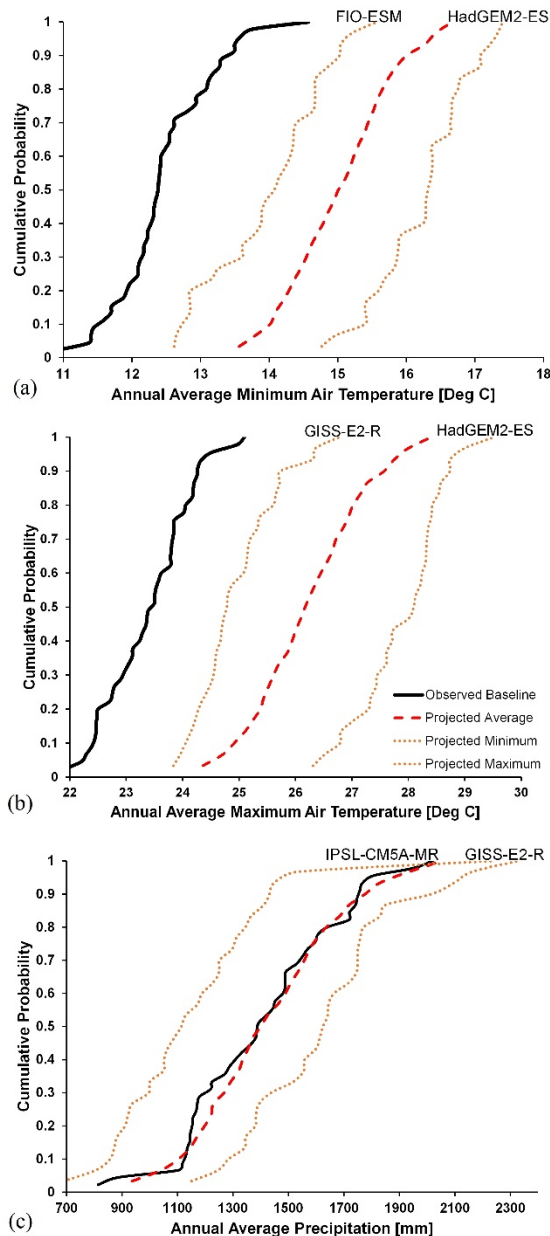 FIO-ESM HadGEM2-ES
1
0.9
0.8
0.7
0.6
0.5
0.4
0.3
0.2
0.1
0
Cumulative Probability
11 12 13 14 15 16 17 18
(a) Annual Average Minimum Air Temperature [Deg C]
GISS-E2-R HadGEM2-ES
1
0.9
0.8
0.7
0.6
0.5
0.4
0.3
0.2
0.1
0
Cumulative Probability
Observed Baseline
Projected Average
Projected Minimum
Projected Maximum
22 23 24 25 26 27 28 29 30
(b) Annual Average Maximum Air Temperature [Deg C]
IPSL-CM5A-MR GISS-E2-R
1
0.9
0.8
0.7
0.6
0.5
0.4
0.3
0.2
0.1
0
Cumulative Probability
700 900 1100 1300 1500 1700 1900 2100 2300
(c) Annual Average Precipitation [mm]